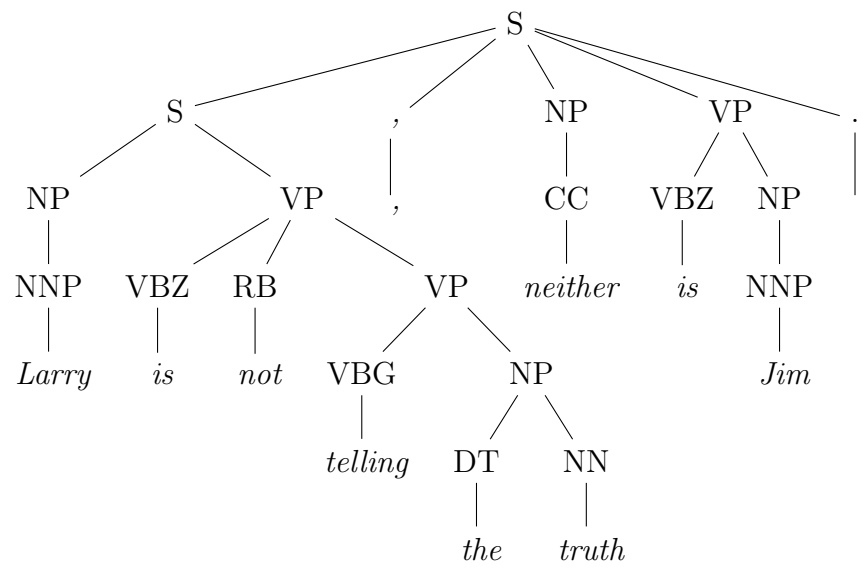 S
S , NP VP .
NP VP , CC VBZ NP
NNP VBZ RB VP neither is NNP
Larry is not VBG NP Jim
telling DT NN
the truth